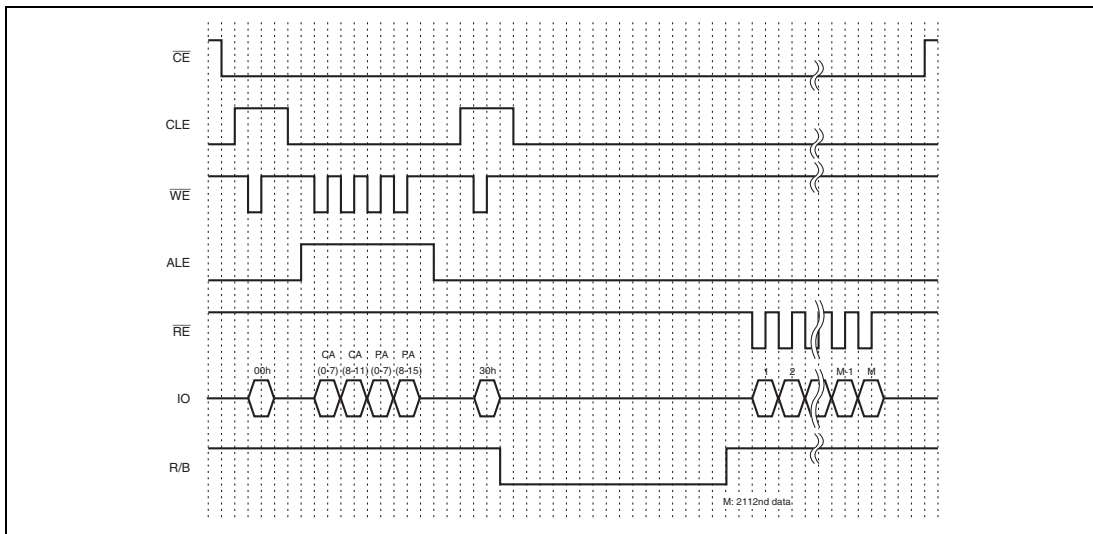 CE
CLE
WE
ALE
RE
CA CA PA PA
00h (0-7) (8-11) (0-7) (8-15) 30h 1 2 M-1 M
IO
R/B
M: 2112nd data